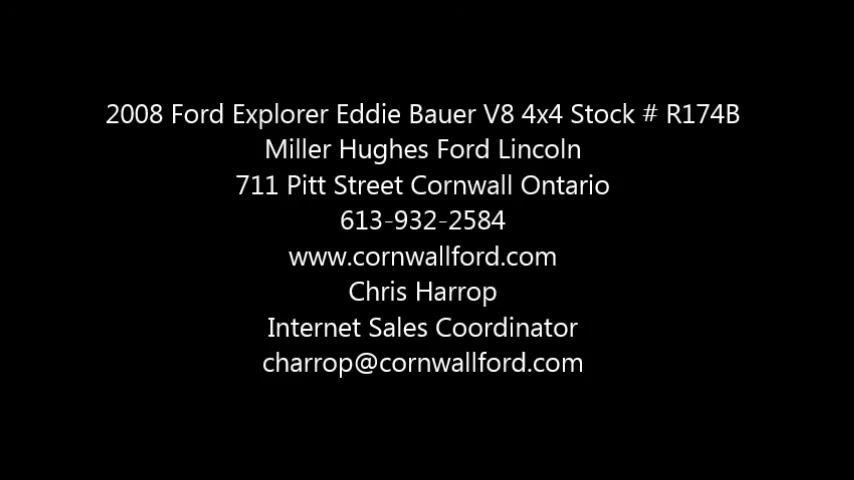 2008 Ford Explorer Eddie Bauer V8 4x4 Stock # R174B
Miller Hughes Ford Lincoln
711 Pitt Street Cornwall Ontario
613-932-2584
www.cornwallford.com
Chris Harrop
Internet Sales Coordinator
charrop@cornwallford.com